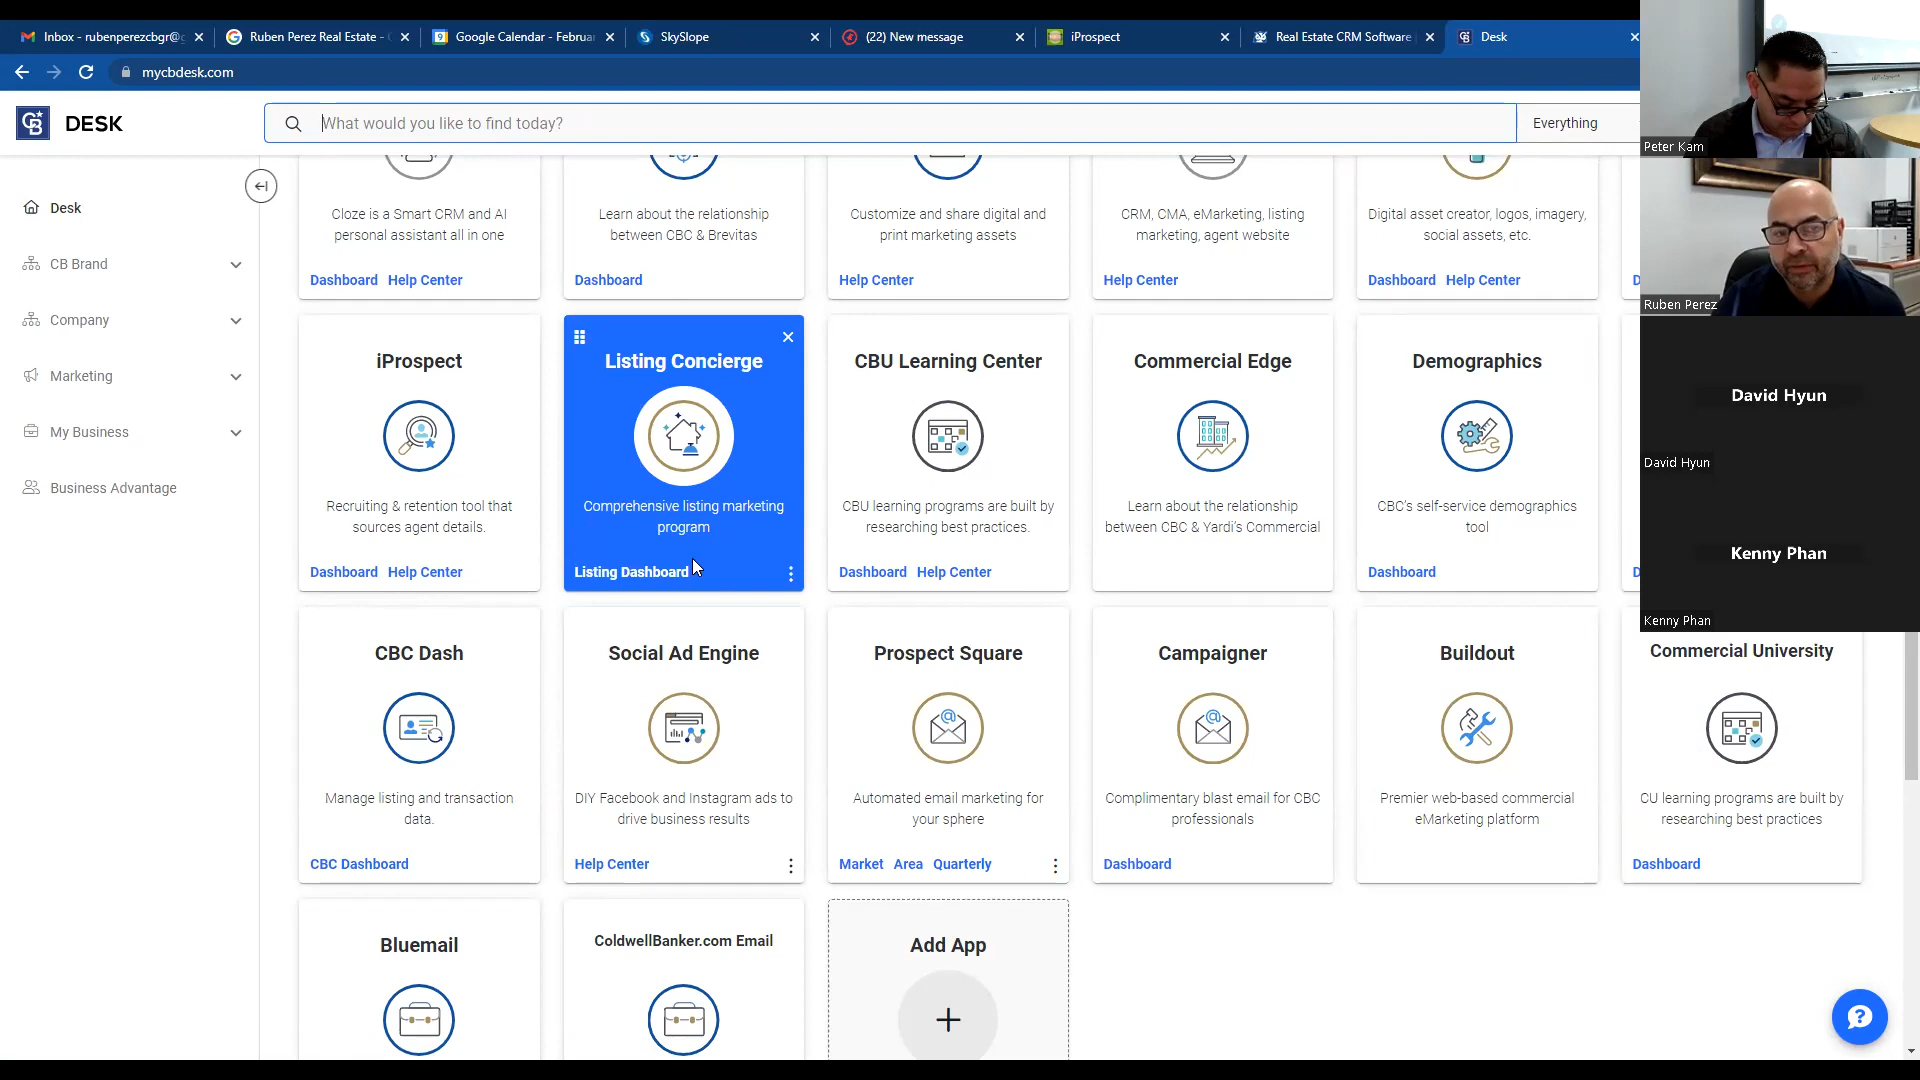 Inbox - rubenperezcbgr@g
Ruben Perez Real Estate -
Google Calendar - Februar
SkySlope
(22) New message
iProspect
Real Estate CRM Software
Desk
mycbdesk.com
DESK
What would you like to find today?
Everything
Desk
CB Brand
Company
Marketing
My Business
Business Advantage
Cloze is a Smart CRM and AI
personal assistant all in one
Dashboard Help Center
Learn about the relationship
between CBC & Brevitas
Dashboard
Customize and share digital and
print marketing assets
Help Center
CRM, CMA, eMarketing, listing
marketing, agent website
Help Center
Digital asset creator, logos, imagery,
social assets, etc.
Dashboard Help Center
D
iProspect
Recruiting & retention tool that
sources agent details.
Dashboard Help Center
Listing Concierge
Comprehensive listing marketing
program
Listing Dashboard
CBU Learning Center
CBU learning programs are built by
researching best practices.
Dashboard Help Center
Commercial Edge
Learn about the relationship
between CBC & Yardi's Commercial
Demographics
CBC's self-service demographics
tool
Dashboard
D
CBC Dash
Manage listing and transaction
data.
CBC Dashboard
Social Ad Engine
DIY Facebook and Instagram ads to
drive business results
Help Center
Prospect Square
Automated email marketing for
your sphere
Market Area Quarterly
Campaigner
Complimentary blast email for CBC
professionals
Dashboard
Buildout
Premier web-based commercial
eMarketing platform
Commercial University
CU learning programs are built by
researching best practices
Dashboard
Bluemail
ColdwellBanker.com Email
Add App
Peter Kam
Ruben Perez
David Hyun
David Hyun
Kenny Phan
Kenny Phan